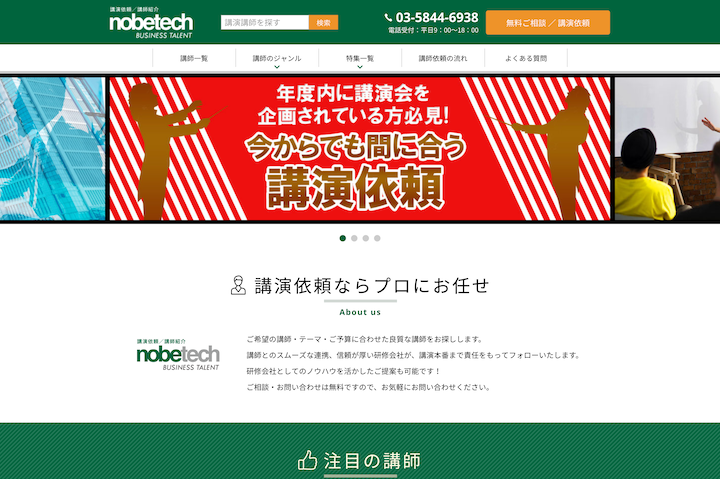 講演依頼／講師紹介
nobetech
BUSINESS TALENT
講演講師を探す
検索
03-5844-6938
電話受付：平日9：00〜18：00
無料ご相談 ／ 講演依頼
講師一覧
講師のジャンル
特集一覧
講師依頼の流れ
よくある質問
年度内に講演会を
企画されている方必見!
今からでも間に合う
講演依頼
講演依頼ならプロにお任せ
About us
講演依頼／講師紹介
nobetech
BUSINESS TALENT
ご希望の講師・テーマ・ご予算に合わせた良質な講師をお探しします。
講師とのスムーズな連携、信頼が厚い研修会社が、講演本番まで責任をもってフォローいたします。
研修会社としてのノウハウを活かしたご提案も可能です！
ご相談・お問い合わせは無料ですので、お気軽にお問い合わせください。
注目の講師